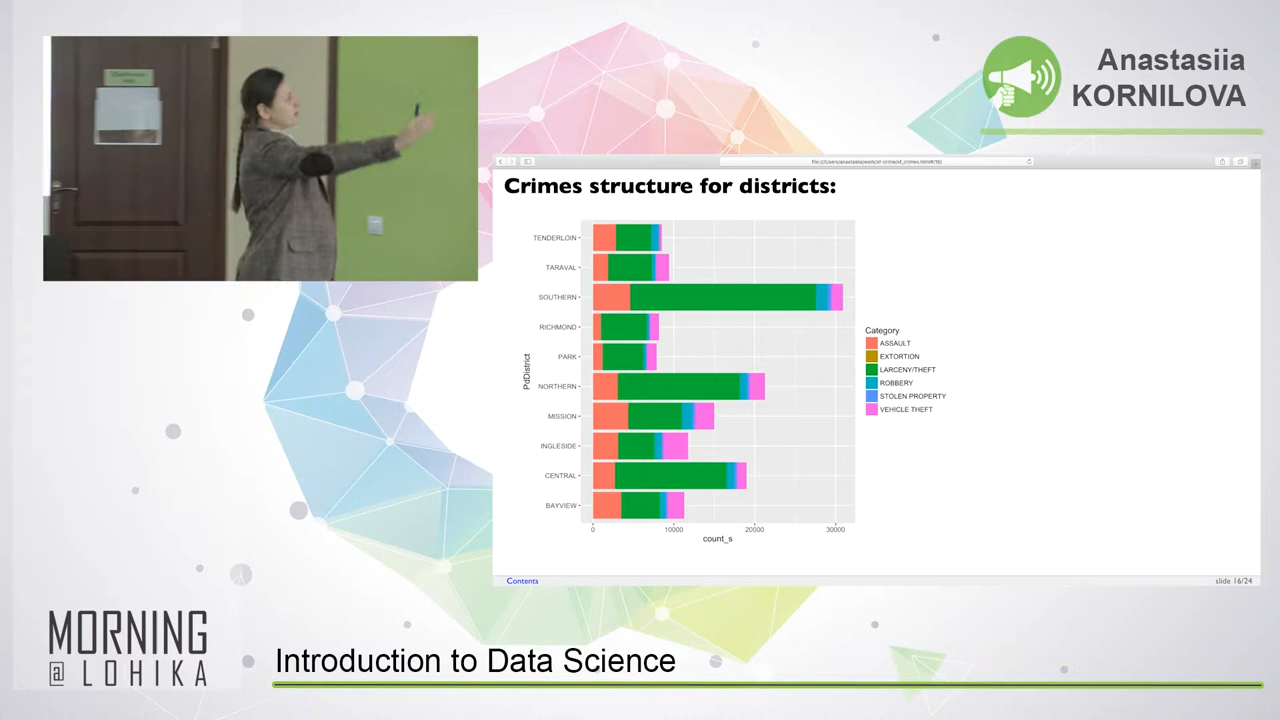 Anastasiia
KORNILOVA
Crimes structure for districts:
TENDERLOIN
TARAVAL
SOUTHERN
RICHMOND
PARK
NORTHERN
MISSION
INGLESIDE
CENTRAL
BAYVIEW
PdDistrict
0 10000 20000 30000
count_s
Category
ASSAULT
EXTORTION
LARCENY/THEFT
ROBBERY
STOLEN PROPERTY
VEHICLE THEFT
Contents
slide 16/24
MORNING
@ LOHIKA
Introduction to Data Science